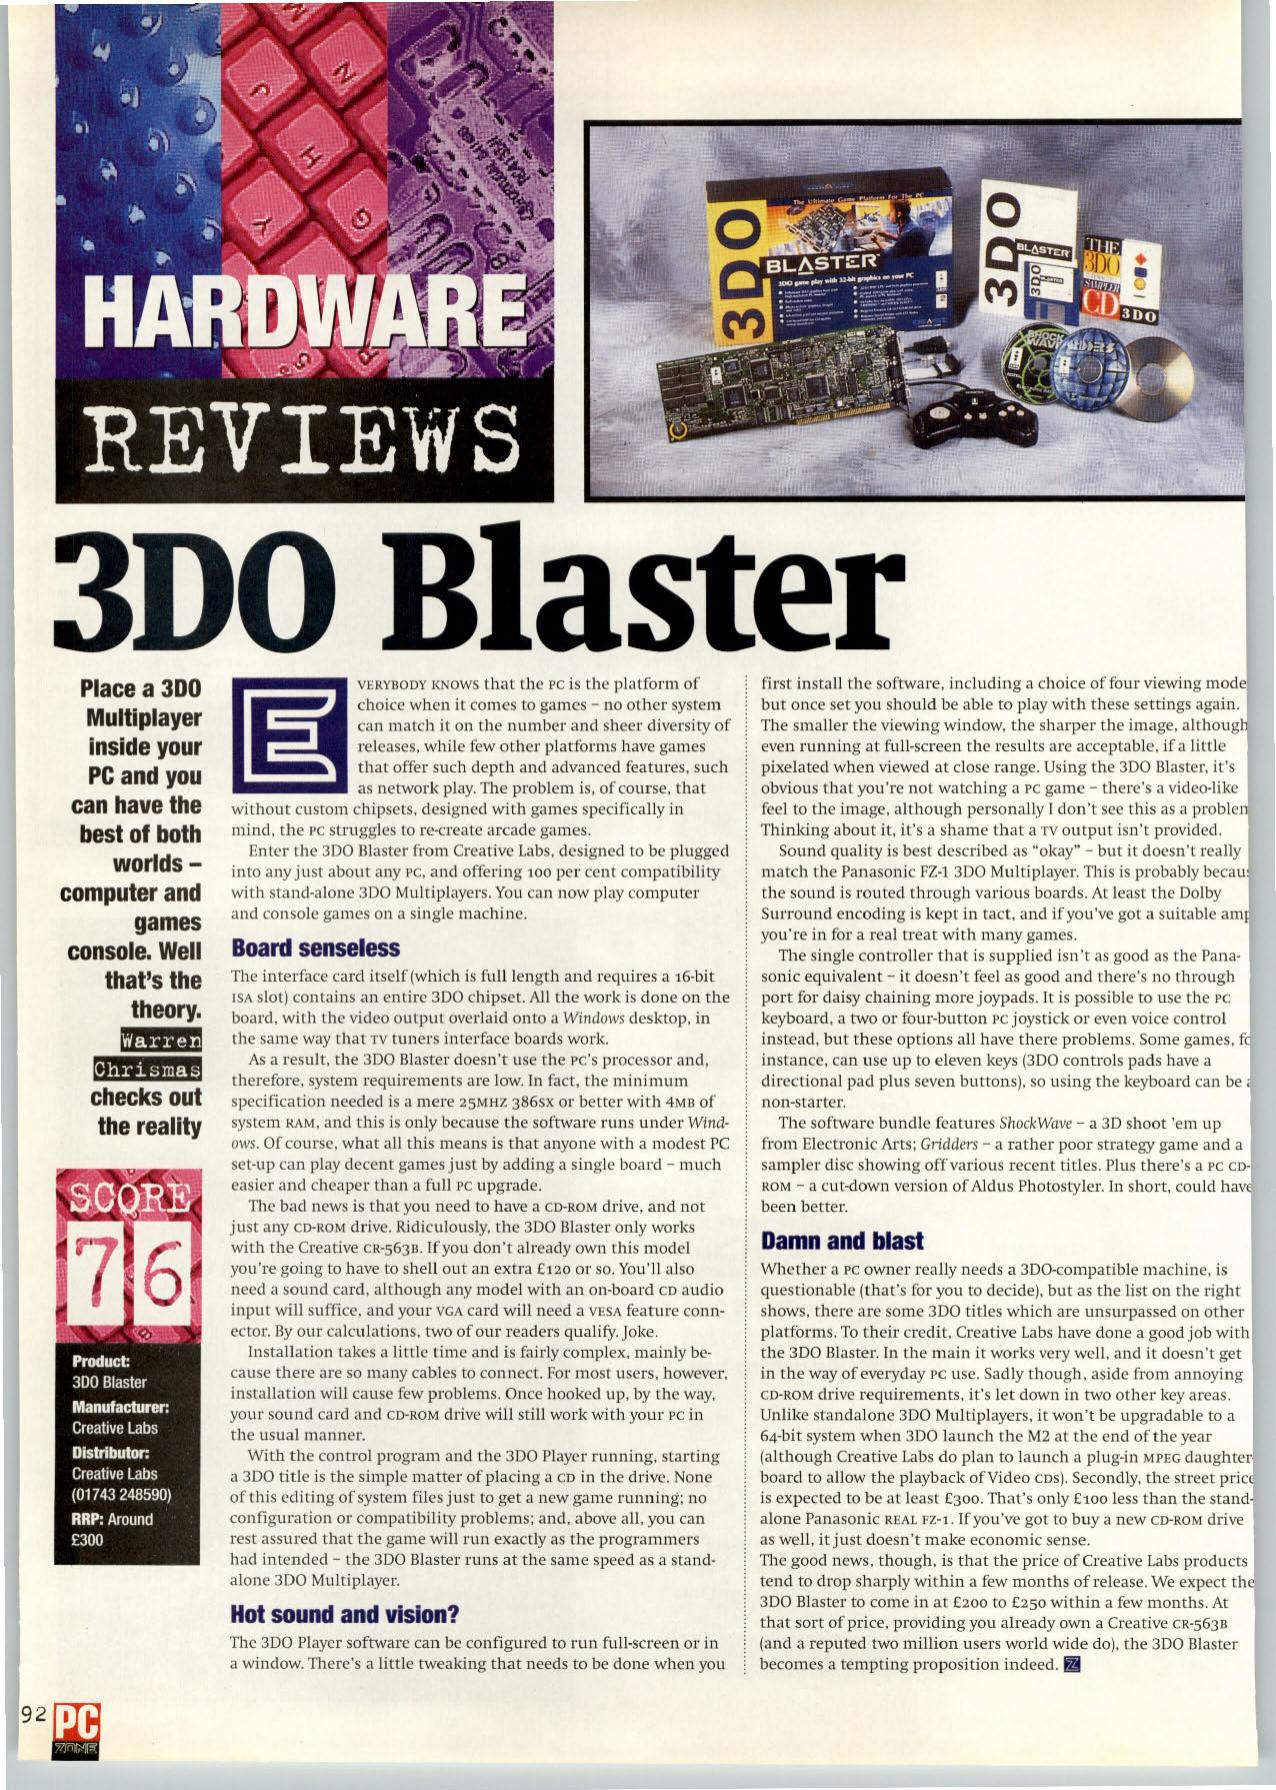 HARDWARE
REVIEWS
The Ultimate Game Platform For The PC
3DO
BLASTER
3DO game play with 32-bit graphics on your PC
3DO
BLASTER
3DO
BLASTER
THE
3DO
SAMPLER
CD
3DO
SHOCK
WAVE
3DO Blaster
Place a 3DO
Multiplayer
inside your
PC and you
can have the
best of both
worlds –
computer and
games
console. Well
that's the
theory.
Warren
Chrismas
checks out
the reality
SCORE
76
Product:
3DO Blaster
Manufacturer:
Creative Labs
Distributor:
Creative Labs
(01743 248590)
RRP: Around
£300
EVERYBODY KNOWS that the PC is the platform of
choice when it comes to games – no other system
can match it on the number and sheer diversity of
releases, while few other platforms have games
that offer such depth and advanced features, such
as network play. The problem is, of course, that
without custom chipsets, designed with games specifically in
mind, the PC struggles to re-create arcade games.
Enter the 3DO Blaster from Creative Labs, designed to be plugged
into any just about any PC, and offering 100 per cent compatibility
with stand-alone 3DO Multiplayers. You can now play computer
and console games on a single machine.
Board senseless
The interface card itself (which is full length and requires a 16-bit
ISA slot) contains an entire 3DO chipset. All the work is done on the
board, with the video output overlaid onto a Windows desktop, in
the same way that TV tuners interface boards work.
As a result, the 3DO Blaster doesn't use the PC's processor and,
therefore, system requirements are low. In fact, the minimum
specification needed is a mere 25MHZ 386SX or better with 4MB of
system RAM, and this is only because the software runs under Wind-
ows. Of course, what all this means is that anyone with a modest PC
set-up can play decent games just by adding a single board – much
easier and cheaper than a full PC upgrade.
The bad news is that you need to have a CD-ROM drive, and not
just any CD-ROM drive. Ridiculously, the 3DO Blaster only works
with the Creative CR-563B. If you don't already own this model
you're going to have to shell out an extra £120 or so. You'll also
need a sound card, although any model with an on-board CD audio
input will suffice, and your VGA card will need a VESA feature conn-
ector. By our calculations, two of our readers qualify. Joke.
Installation takes a little time and is fairly complex, mainly be-
cause there are so many cables to connect. For most users, however,
installation will cause few problems. Once hooked up, by the way,
your sound card and CD-ROM drive will still work with your PC in
the usual manner.
With the control program and the 3DO Player running, starting
a 3DO title is the simple matter of placing a CD in the drive. None
of this editing of system files just to get a new game running; no
configuration or compatibility problems; and, above all, you can
rest assured that the game will run exactly as the programmers
had intended – the 3DO Blaster runs at the same speed as a stand-
alone 3DO Multiplayer.
Hot sound and vision?
The 3DO Player software can be configured to run full-screen or in
a window. There's a little tweaking that needs to be done when you
first install the software, including a choice of four viewing mode
but once set you should be able to play with these settings again.
The smaller the viewing window, the sharper the image, although
even running at full-screen the results are acceptable, if a little
pixelated when viewed at close range. Using the 3DO Blaster, it's
obvious that you're not watching a PC game – there's a video-like
feel to the image, although personally I don't see this as a problem
Thinking about it, it's a shame that a TV output isn't provided.
Sound quality is best described as "okay" – but it doesn't really
match the Panasonic FZ-1 3DO Multiplayer. This is probably becau
the sound is routed through various boards. At least the Dolby
Surround encoding is kept in tact, and if you've got a suitable amp
you're in for a real treat with many games.
The single controller that is supplied isn't as good as the Pana-
sonic equivalent – it doesn't feel as good and there's no through
port for daisy chaining more joypads. It is possible to use the PC
keyboard, a two or four-button PC joystick or even voice control
instead, but these options all have there problems. Some games, fo
instance, can use up to eleven keys (3DO controls pads have a
directional pad plus seven buttons), so using the keyboard can be a
non-starter.
The software bundle features ShockWave – a 3D shoot 'em up
from Electronic Arts; Gridders – a rather poor strategy game and a
sampler disc showing off various recent titles. Plus there's a PC CD-
ROM – a cut-down version of Aldus Photostyler. In short, could have
been better.
Damn and blast
Whether a PC owner really needs a 3DO-compatible machine, is
questionable (that's for you to decide), but as the list on the right
shows, there are some 3DO titles which are unsurpassed on other
platforms. To their credit, Creative Labs have done a good job with
the 3DO Blaster. In the main it works very well, and it doesn't get
in the way of everyday PC use. Sadly though, aside from annoying
CD-ROM drive requirements, it's let down in two other key areas.
Unlike standalone 3DO Multiplayers, it won't be upgradable to a
64-bit system when 3DO launch the M2 at the end of the year
(although Creative Labs do plan to launch a plug-in MPEG daughter
board to allow the playback of Video CDs). Secondly, the street price
is expected to be at least £300. That's only £100 less than the stand-
alone Panasonic REAL FZ-1. If you've got to buy a new CD-ROM drive
as well, it just doesn't make economic sense.
The good news, though, is that the price of Creative Labs products
tend to drop sharply within a few months of release. We expect the
3DO Blaster to come in at £200 to £250 within a few months. At
that sort of price, providing you already own a Creative CR-563B
(and a reputed two million users world wide do), the 3DO Blaster
becomes a tempting proposition indeed. Z
92
PC
ZONE